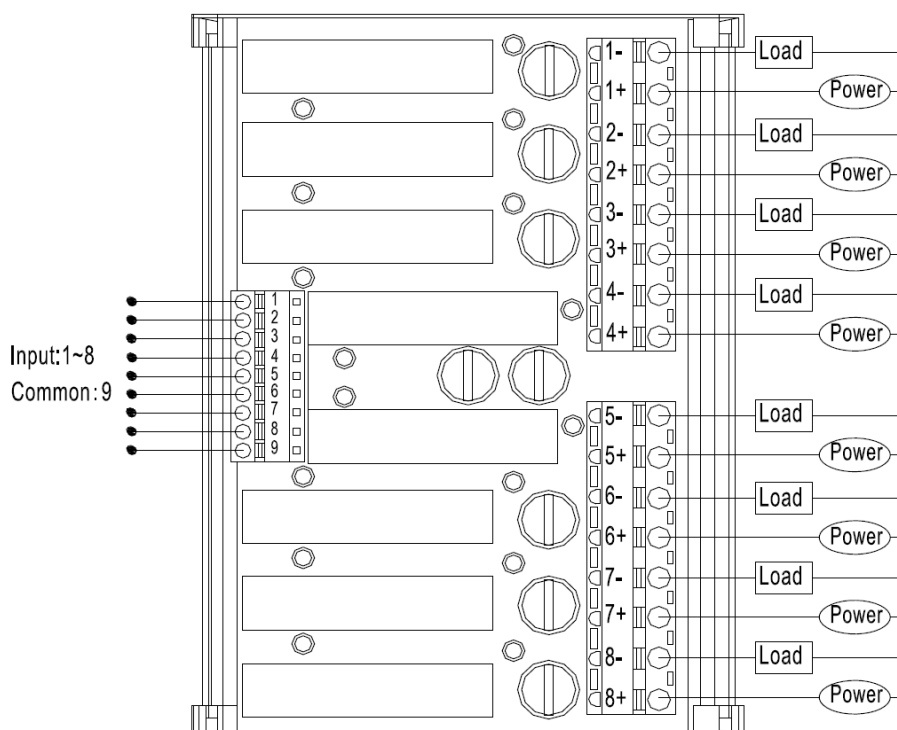 1- Load
1+ Power
2- Load
2+ Power
3- Load
3+ Power
4- Load
4+ Power
1
2
3
4
5
6
7
8
9
Input:1~8
Common:9
5- Load
5+ Power
6- Load
6+ Power
7- Load
7+ Power
8- Load
8+ Power